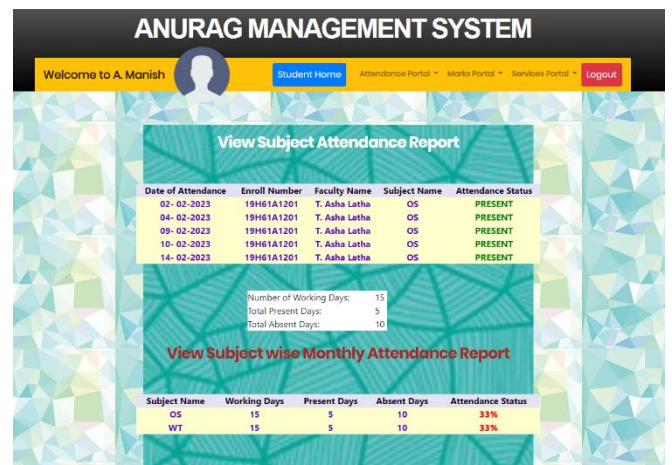 ANURAG MANAGEMENT SYSTEM
Welcome to A. Manish Student Home Attendance Portal Marks Portal Services Portal Logout
View Subject Attendance Report
Date of Attendance Enroll Number Faculty Name Subject Name Attendance Status
02- 02-2023 19H61A1201 T. Asha Latha OS PRESENT
04- 02-2023 19H61A1201 T. Asha Latha OS PRESENT
09- 02-2023 19H61A1201 T. Asha Latha OS PRESENT
10- 02-2023 19H61A1201 T. Asha Latha OS PRESENT
14- 02-2023 19H61A1201 T. Asha Latha OS PRESENT
Number of Working Days: 15
Total Present Days: 5
Total Absent Days: 10
View Subject wise Monthly Attendance Report
Subject Name Working Days Present Days Absent Days Attendance Status
OS 15 5 10 33%
WT 15 5 10 33%